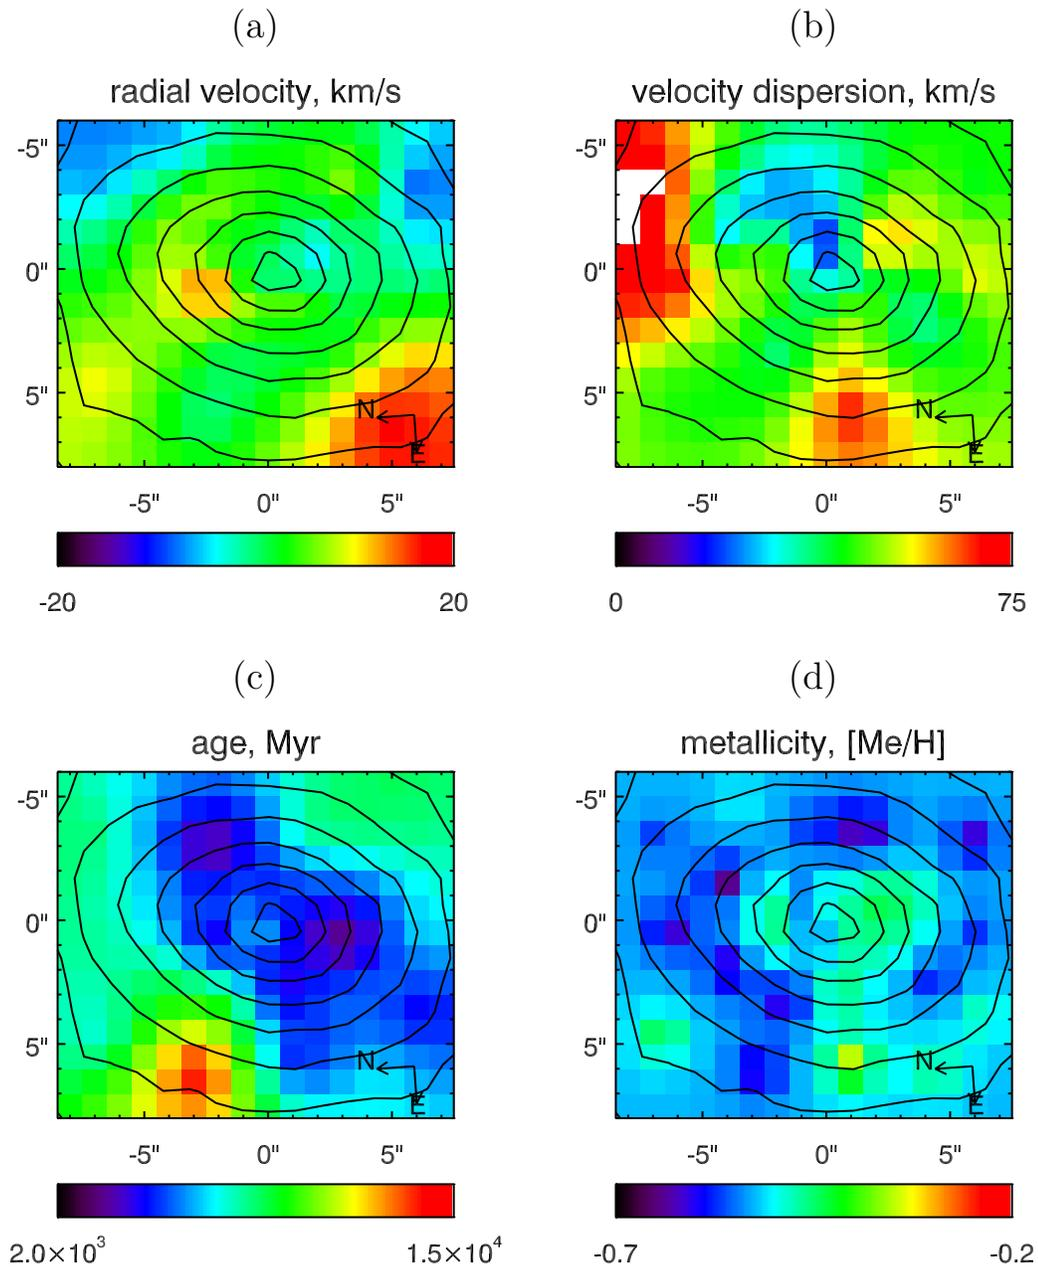 (a) (b)
radial velocity, km/s velocity dispersion, km/s
-5" -5"
0" 0"
5" 5"
N N
E E
-5" 0" 5" -5" 0" 5"
-20 20 0 75
(c) (d)
age, Myr metallicity, [Me/H]
-5" -5"
0" 0"
5" 5"
N N
E E
-5" 0" 5" -5" 0" 5"
2.0×10³ 1.5×10⁴ -0.7 -0.2